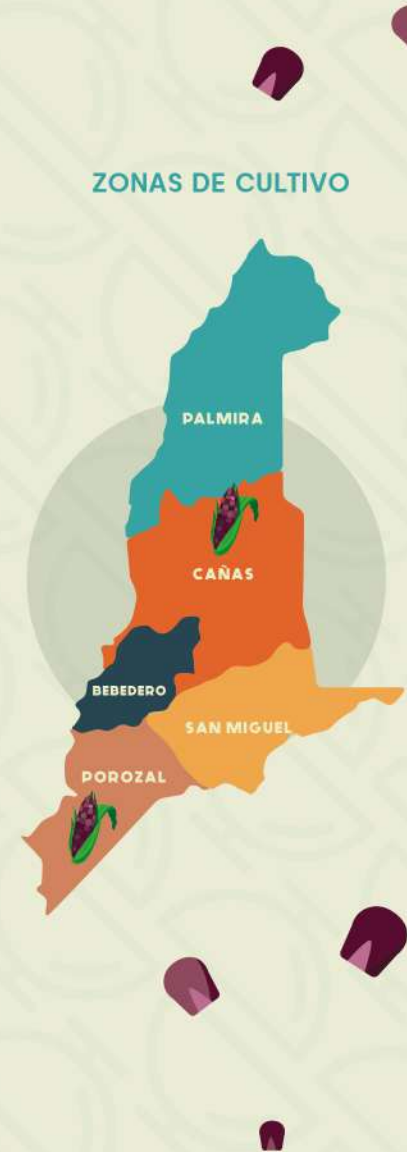 ZONAS DE CULTIVO
PALMIRA
CAÑAS
BEBEDERO
SAN MIGUEL
POROZAL